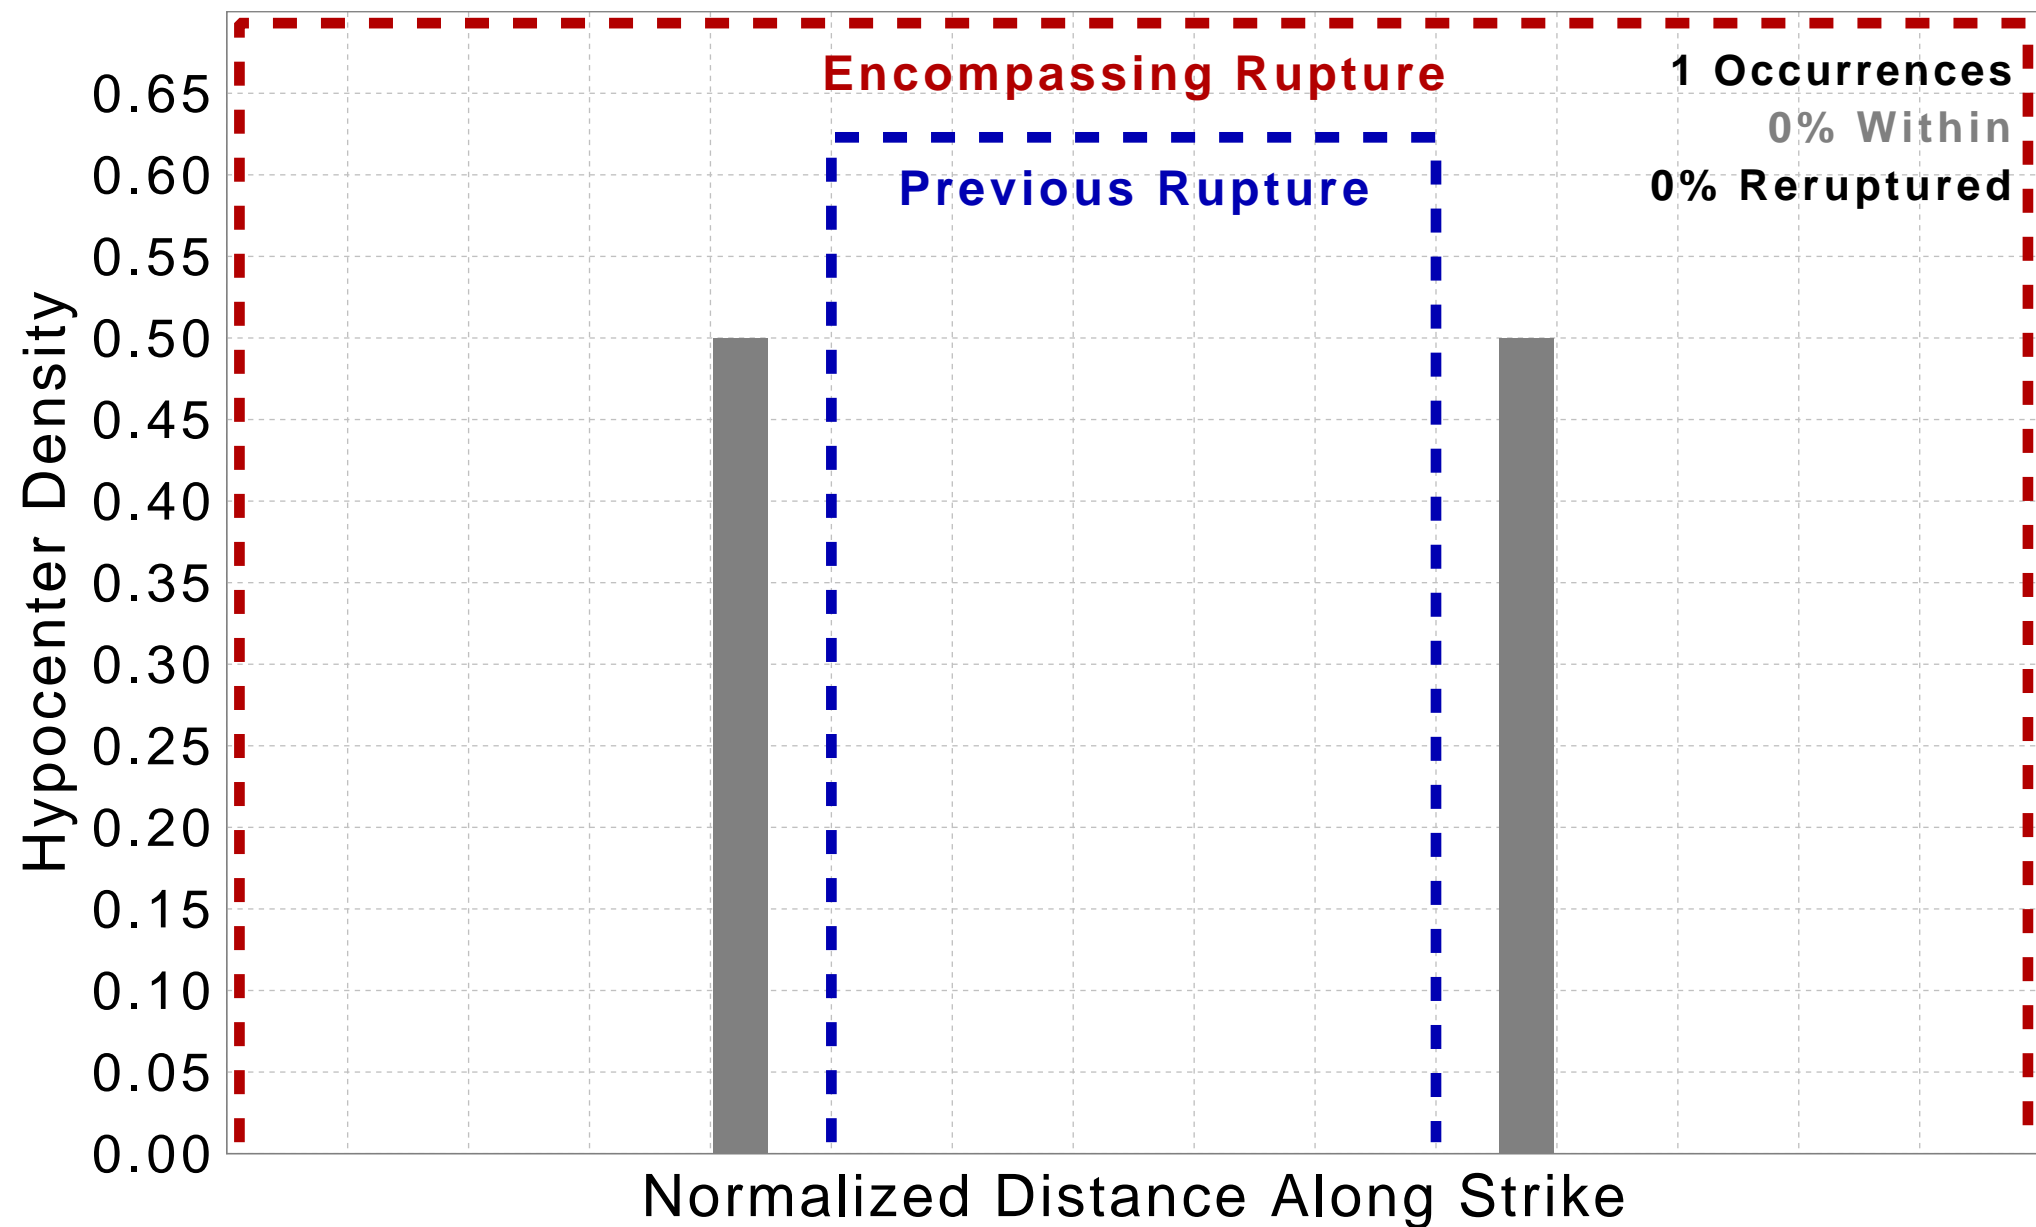 Encompassing Rupture
1 Occurrences
0% Within
Previous Rupture
0% Reruptured
Hypocenter Density
0.65
0.60
0.55
0.50
0.45
0.40
0.35
0.30
0.25
0.20
0.15
0.10
0.05
0.00
Normalized Distance Along Strike